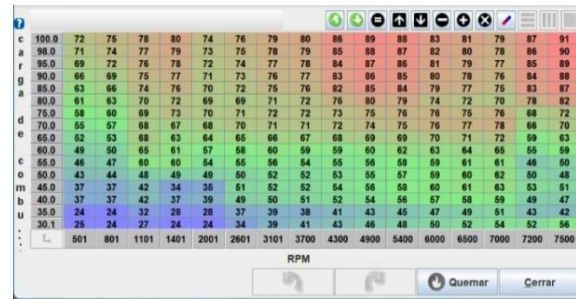 carga de combu...
100.0 72 75 78 80 74 76 79 80 86 89 88 83 81 79 87 91
98.0 71 74 77 79 73 75 78 79 85 88 87 82 80 78 86 90
95.0 69 72 76 78 72 74 77 78 84 87 86 81 79 77 85 89
90.0 66 69 75 77 71 73 76 77 83 86 85 80 78 76 84 88
85.0 63 66 74 76 70 72 75 76 82 85 84 79 77 75 83 87
80.0 61 63 70 72 69 69 71 72 76 80 79 74 72 70 78 82
75.0 58 60 69 73 70 71 72 72 73 75 76 76 75 76 68 72
70.0 55 57 68 67 68 70 71 71 72 74 75 76 77 78 66 70
65.0 52 53 68 63 64 65 66 67 68 69 69 70 71 72 59 63
60.0 49 50 65 61 57 58 60 59 59 60 62 63 64 65 55 59
55.0 46 47 60 60 54 55 56 54 55 56 58 59 61 61 46 50
50.0 43 44 48 49 49 50 52 52 53 55 57 59 60 62 50 48
45.0 37 37 42 34 35 51 52 52 54 56 58 60 61 63 53 51
40.0 37 37 42 37 39 49 50 51 52 54 56 57 58 59 49 47
35.0 24 24 32 28 28 37 39 38 41 43 45 47 49 51 43 42
30.1 25 24 27 24 24 34 39 41 43 46 48 50 52 54 52 56
501 801 1101 1401 2001 2601 3101 3700 4300 4900 5400 6000 6500 7000 7200 7500
RPM
Quemar Cerrar